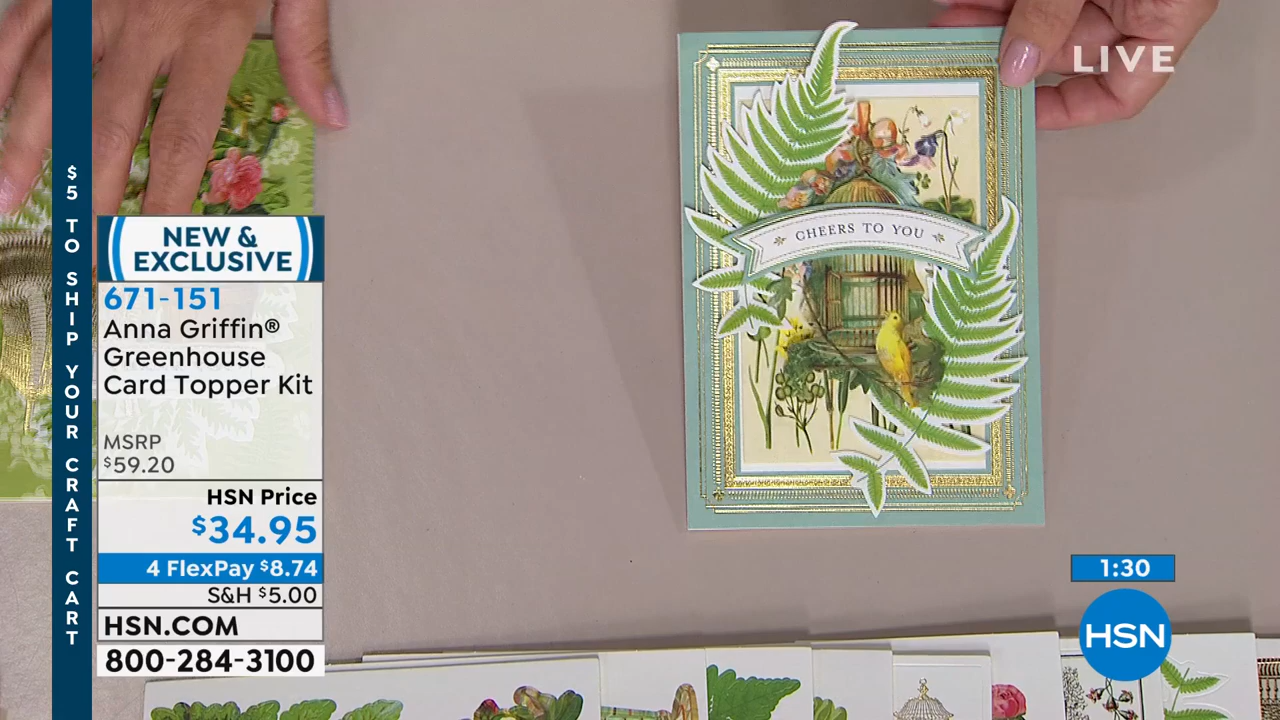 $5 TO SHIP YOUR CRAFT CART
NEW &
EXCLUSIVE
671-151
Anna Griffin®
Greenhouse
Card Topper Kit
MSRP
$59.20
HSN Price
$34.95
4 FlexPay $8.74
S&H $5.00
HSN.COM
800-284-3100
CHEERS TO YOU
LIVE
1:30
HSN